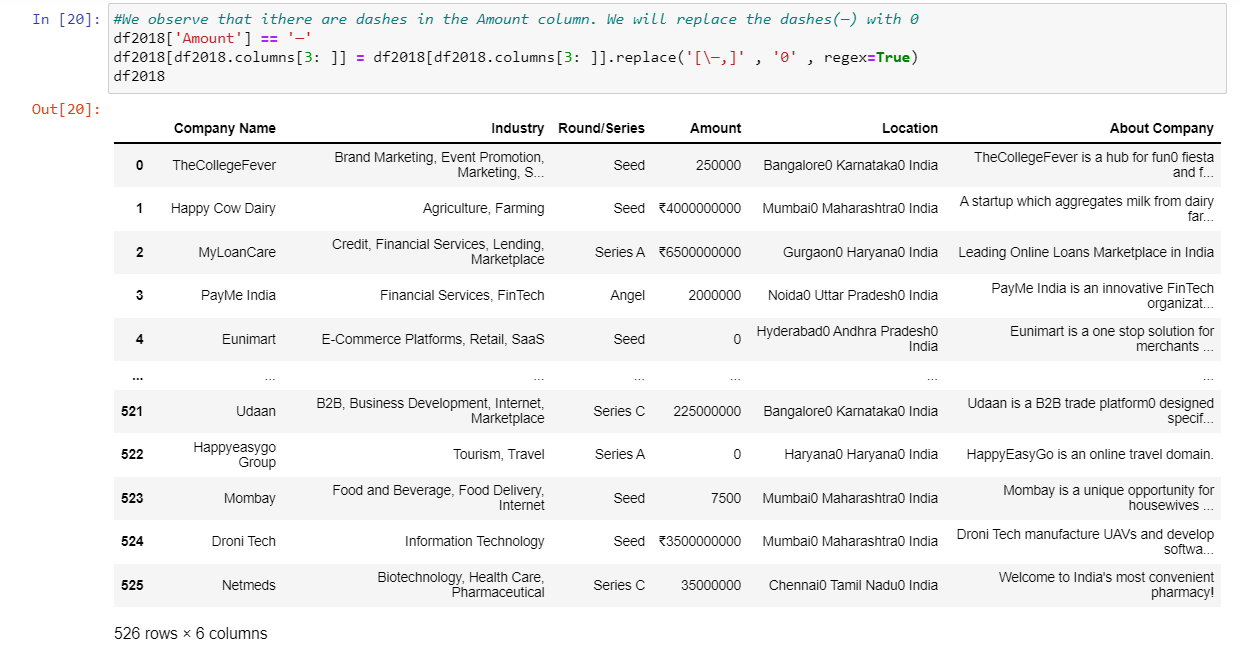 In [20]: #We observe that ithere are dashes in the Amount column. We will replace the dashes(—) with 0
df2018['Amount'] == '—'
df2018[df2018.columns[3: ]] = df2018[df2018.columns[3: ]].replace('[\—,]' , '0' , regex=True)
df2018
Out[20]:
Company Name Industry Round/Series Amount Location About Company
0 TheCollegeFever Brand Marketing, Event Promotion, Marketing, S... Seed 250000 Bangalore0 Karnataka0 India TheCollegeFever is a hub for fun0 fiesta and f...
1 Happy Cow Dairy Agriculture, Farming Seed ₹4000000000 Mumbai0 Maharashtra0 India A startup which aggregates milk from dairy far...
2 MyLoanCare Credit, Financial Services, Lending, Marketplace Series A ₹6500000000 Gurgaon0 Haryana0 India Leading Online Loans Marketplace in India
3 PayMe India Financial Services, FinTech Angel 2000000 Noida0 Uttar Pradesh0 India PayMe India is an innovative FinTech organizat...
4 Eunimart E-Commerce Platforms, Retail, SaaS Seed 0 Hyderabad0 Andhra Pradesh0 India Eunimart is a one stop solution for merchants ...
... ... ... ... ... ... ...
521 Udaan B2B, Business Development, Internet, Marketplace Series C 225000000 Bangalore0 Karnataka0 India Udaan is a B2B trade platform0 designed specif...
522 Happyeasygo Group Tourism, Travel Series A 0 Haryana0 Haryana0 India HappyEasyGo is an online travel domain.
523 Mombay Food and Beverage, Food Delivery, Internet Seed 7500 Mumbai0 Maharashtra0 India Mombay is a unique opportunity for housewives ...
524 Droni Tech Information Technology Seed ₹3500000000 Mumbai0 Maharashtra0 India Droni Tech manufacture UAVs and develop softwa...
525 Netmeds Biotechnology, Health Care, Pharmaceutical Series C 35000000 Chennai0 Tamil Nadu0 India Welcome to India's most convenient pharmacy!
526 rows × 6 columns